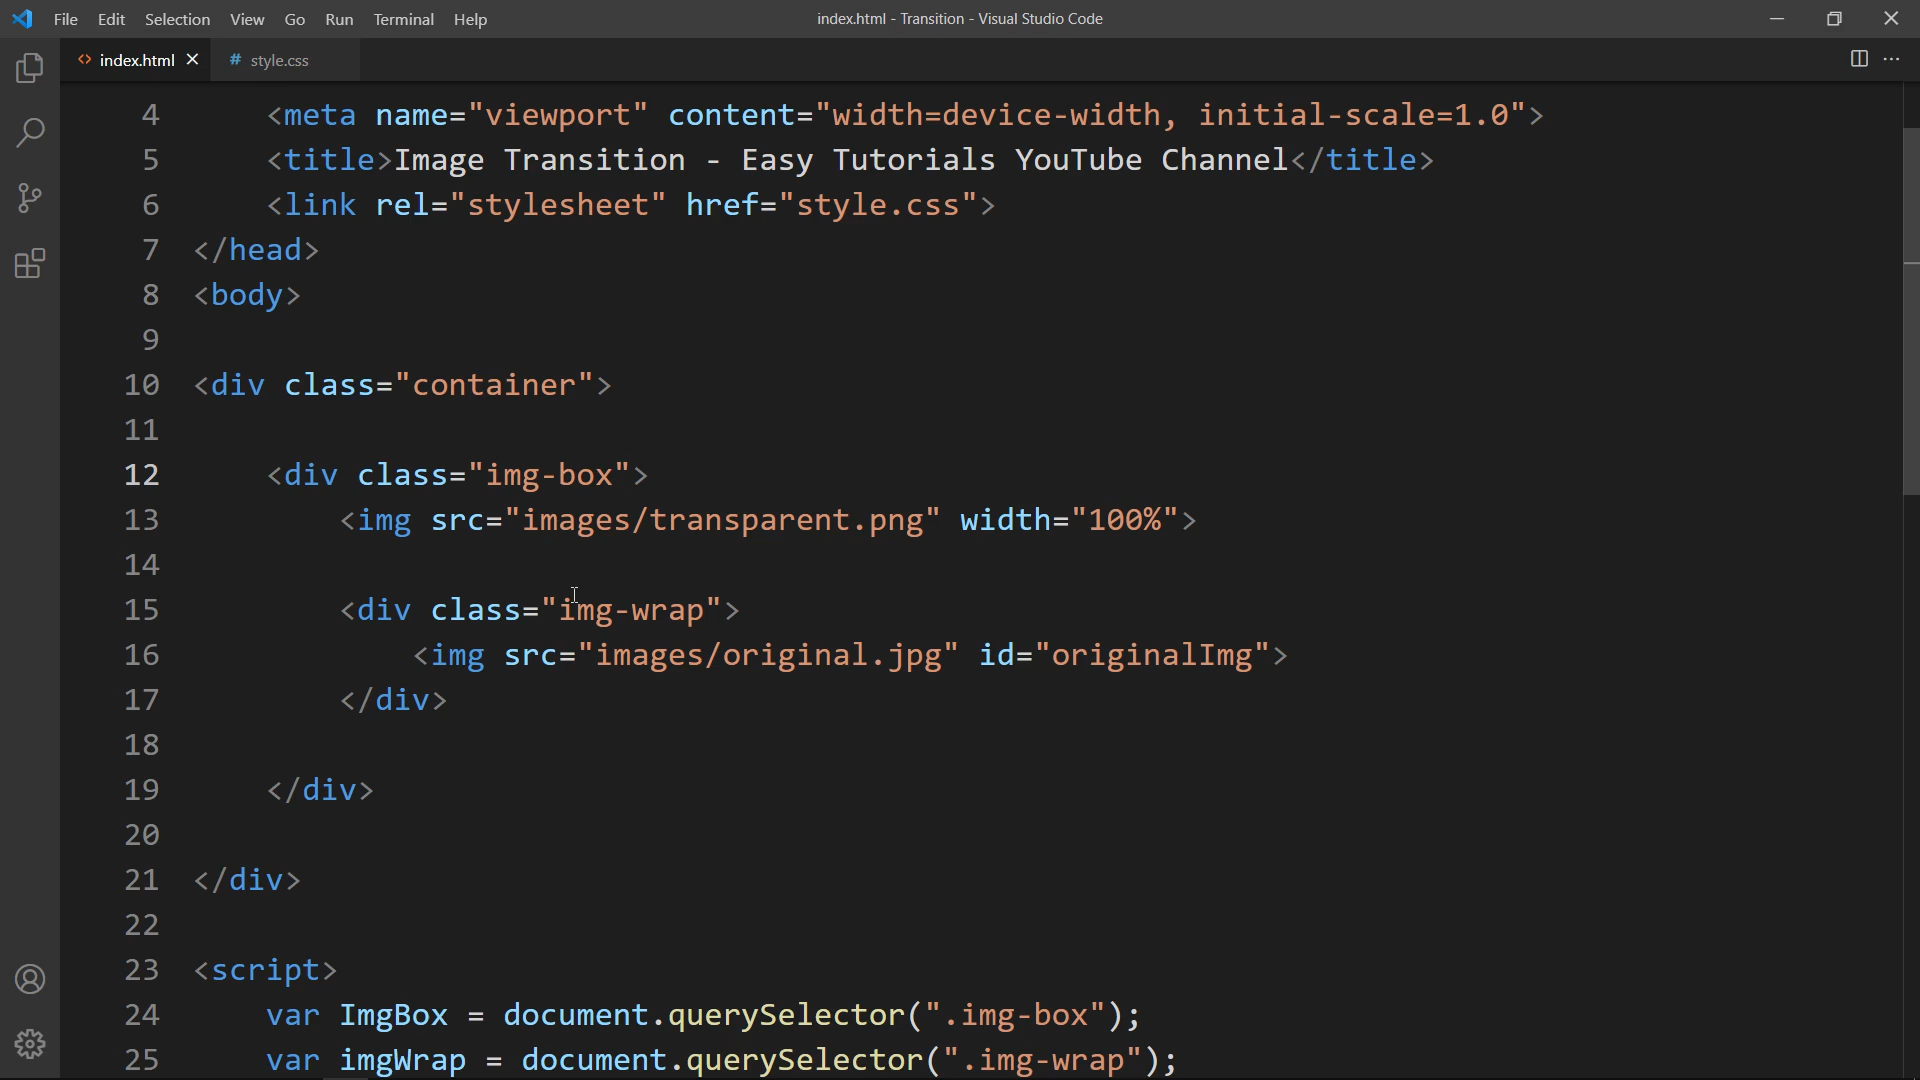 File Edit Selection View Go Run Terminal Help
index.html - Transition - Visual Studio Code
<> index.html
# style.css
4 <meta name="viewport" content="width=device-width, initial-scale=1.0">
5 <title>Image Transition - Easy Tutorials YouTube Channel</title>
6 <link rel="stylesheet" href="style.css">
7 </head>
8 <body>
9
10 <div class="container">
11
12 <div class="img-box">
13 <img src="images/transparent.png" width="100%">
14
15 <div class="img-wrap">
16 <img src="images/original.jpg" id="originalImg">
17 </div>
18
19 </div>
20
21 </div>
22
23 <script>
24 var ImgBox = document.querySelector(".img-box");
25 var imgWrap = document.querySelector(".img-wrap");